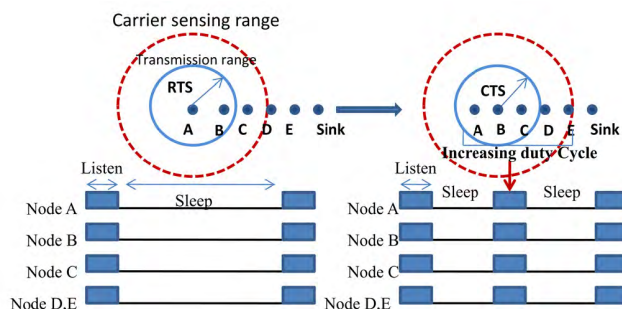 Carrier sensing range
Transmission range
RTS
A B C D E Sink
CTS
A B C D E Sink
Increasing duty Cycle
Listen
Sleep
Node A
Node B
Node C
Node D,E
Listen
Sleep Sleep
Node A
Node B
Node C
Node D,E